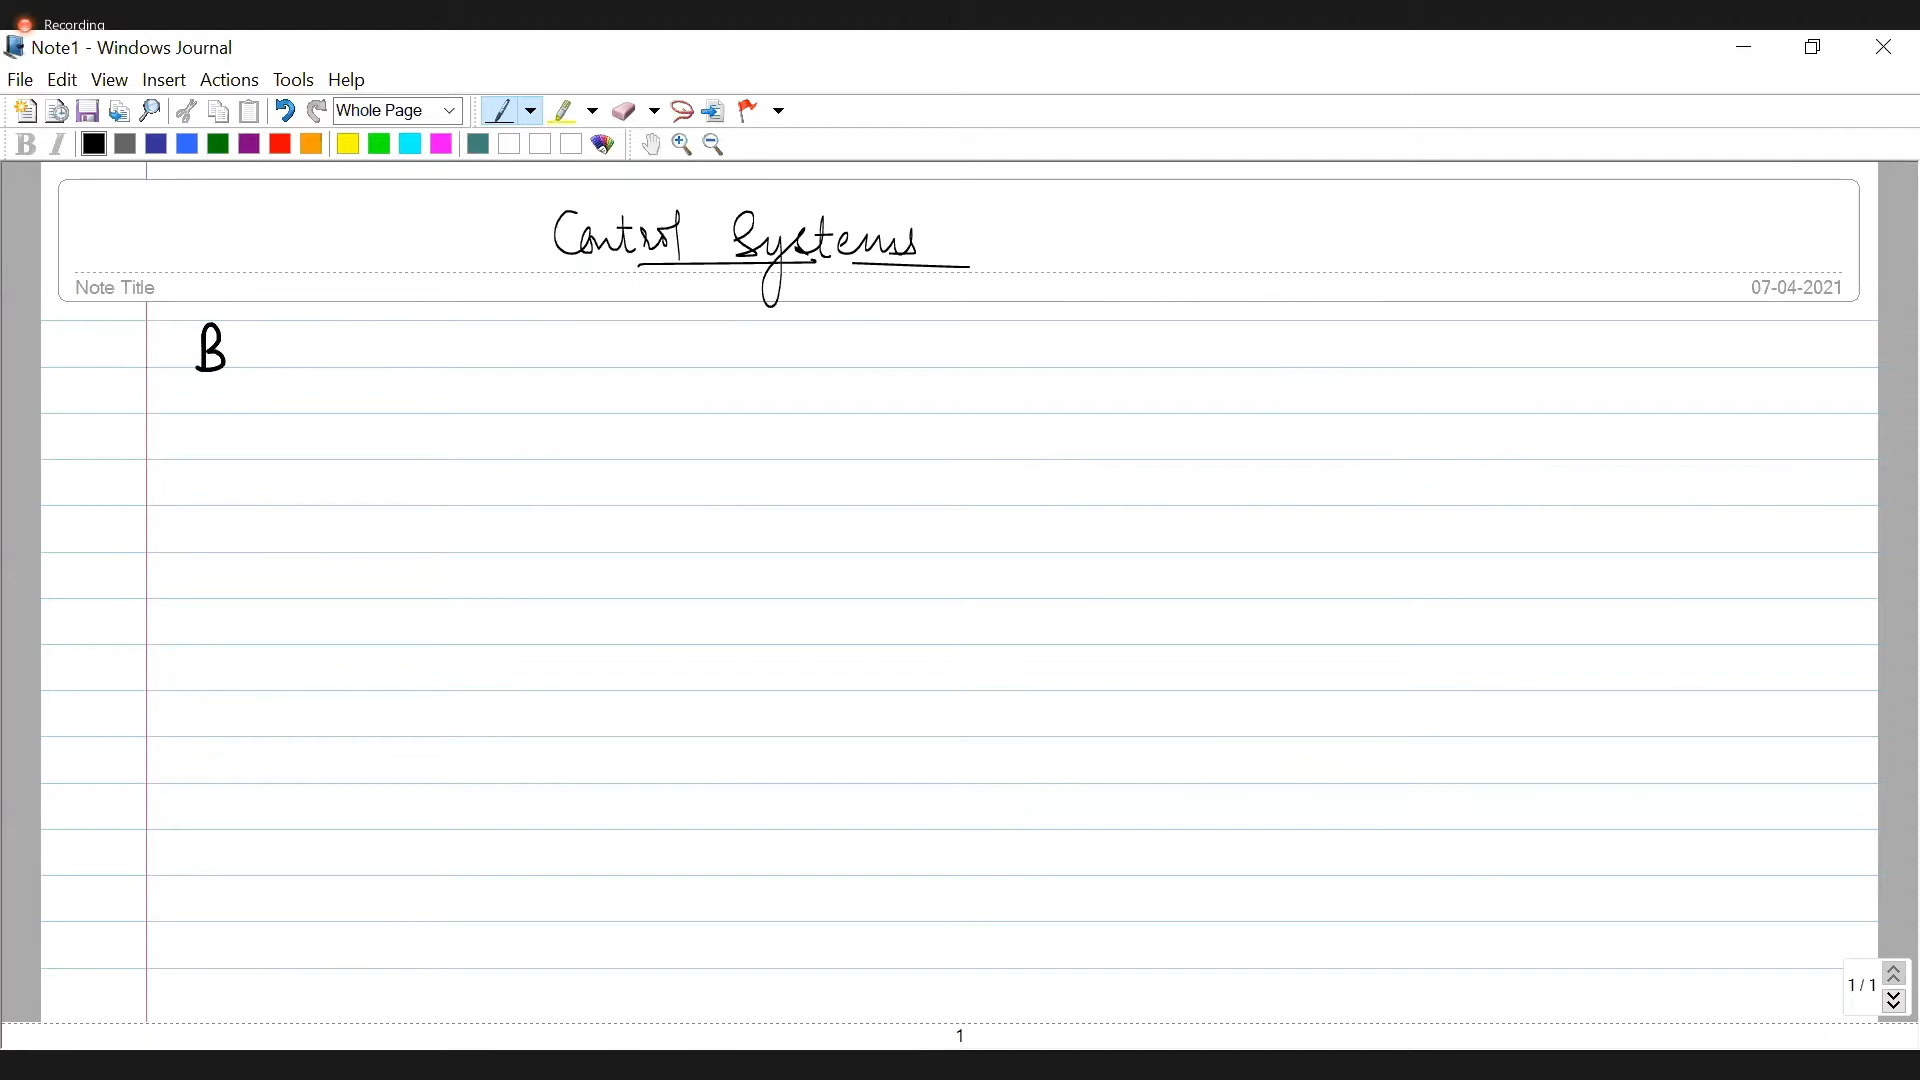 Recording
Note1 - Windows Journal
File Edit View Insert Actions Tools Help
Whole Page
B I
Control Systems
Note Title 07-04-2021
B
1 / 1
1